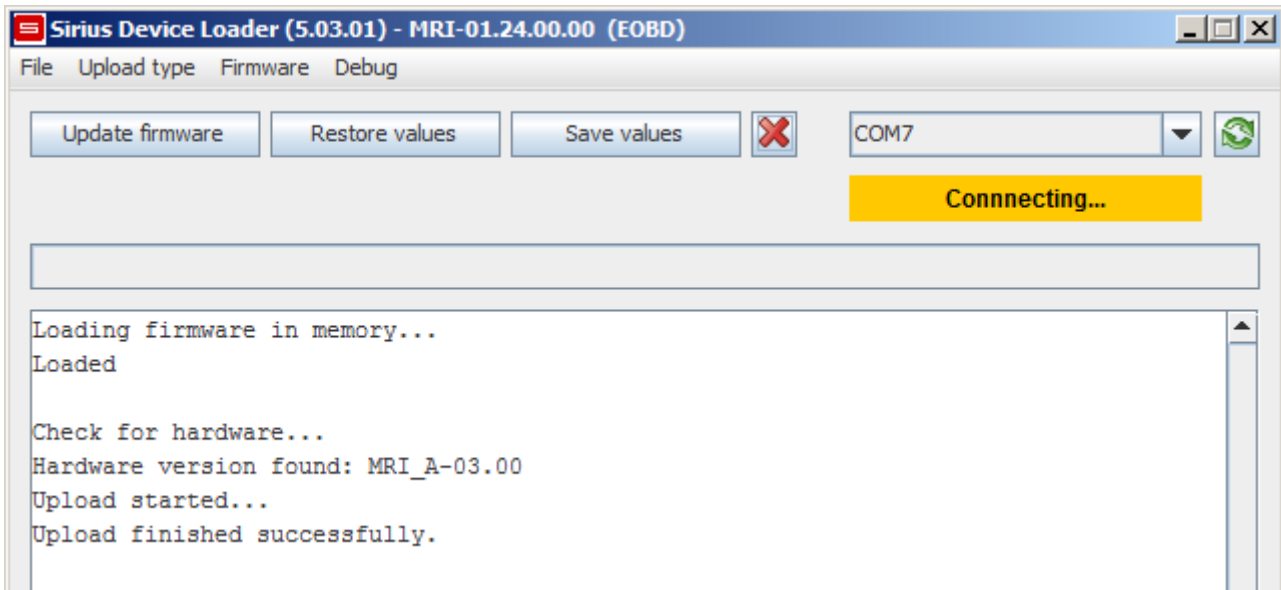 Sirius Device Loader (5.03.01) - MRI-01.24.00.00 (EOBD)
File Upload type Firmware Debug
Update firmware Restore values Save values COM7
Connnecting...
Loading firmware in memory...
Loaded
Check for hardware...
Hardware version found: MRI_A-03.00
Upload started...
Upload finished successfully.